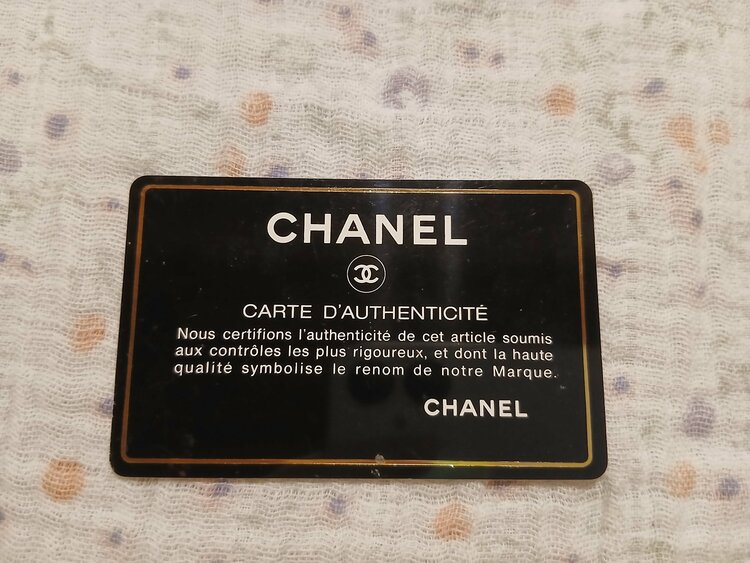 CHANEL
CARTE D'AUTHENTICITÉ
Nous certifions l'authenticité de cet article soumis
aux contrôles les plus rigoureux, et dont la haute
qualité symbolise le renom de notre Marque.
CHANEL